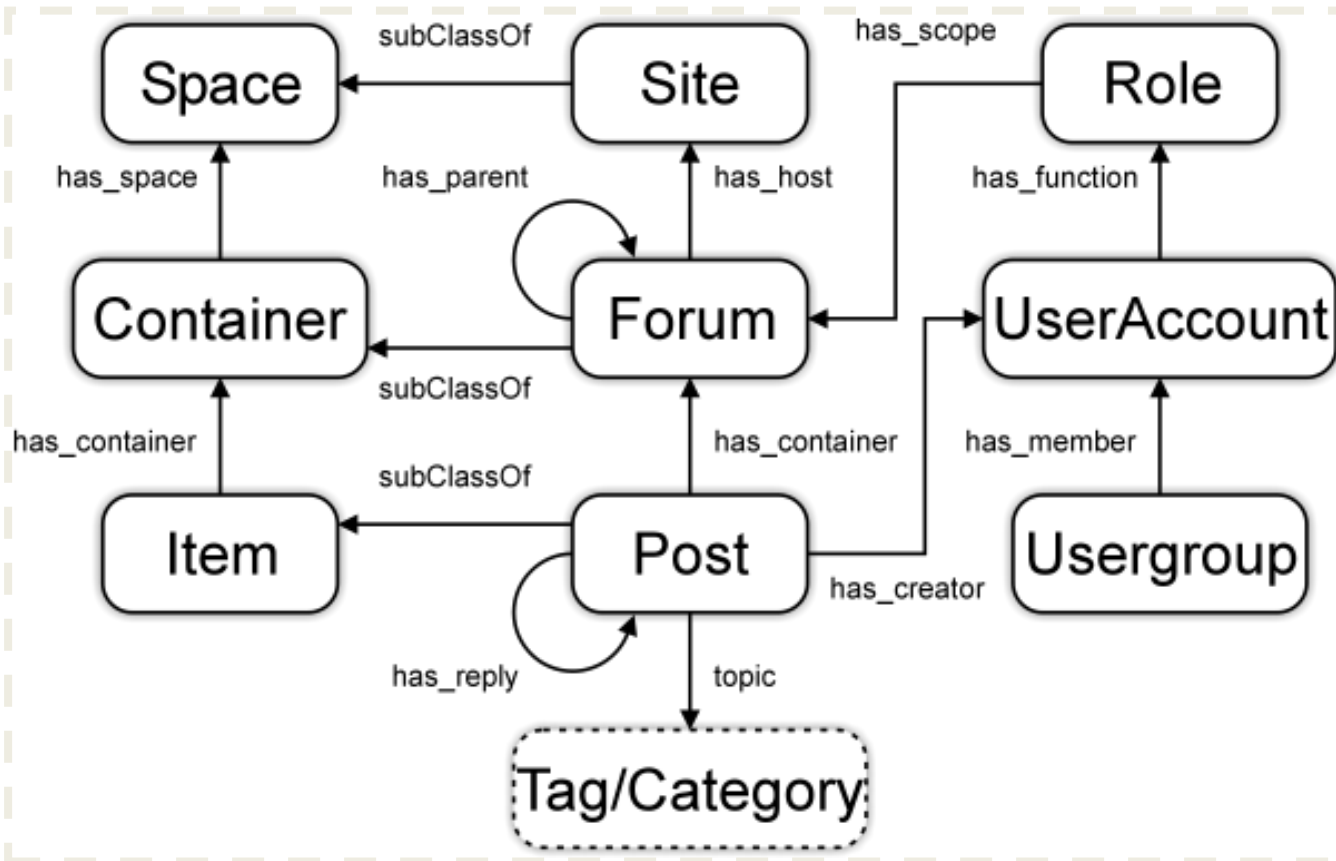 subClassOf
has_scope
Space
Site
Role
has_space
has_parent
has_host
has_function
Container
Forum
UserAccount
subClassOf
has_container
has_container
has_member
subClassOf
Item
Post
Usergroup
has_creator
has_reply
topic
Tag/Category